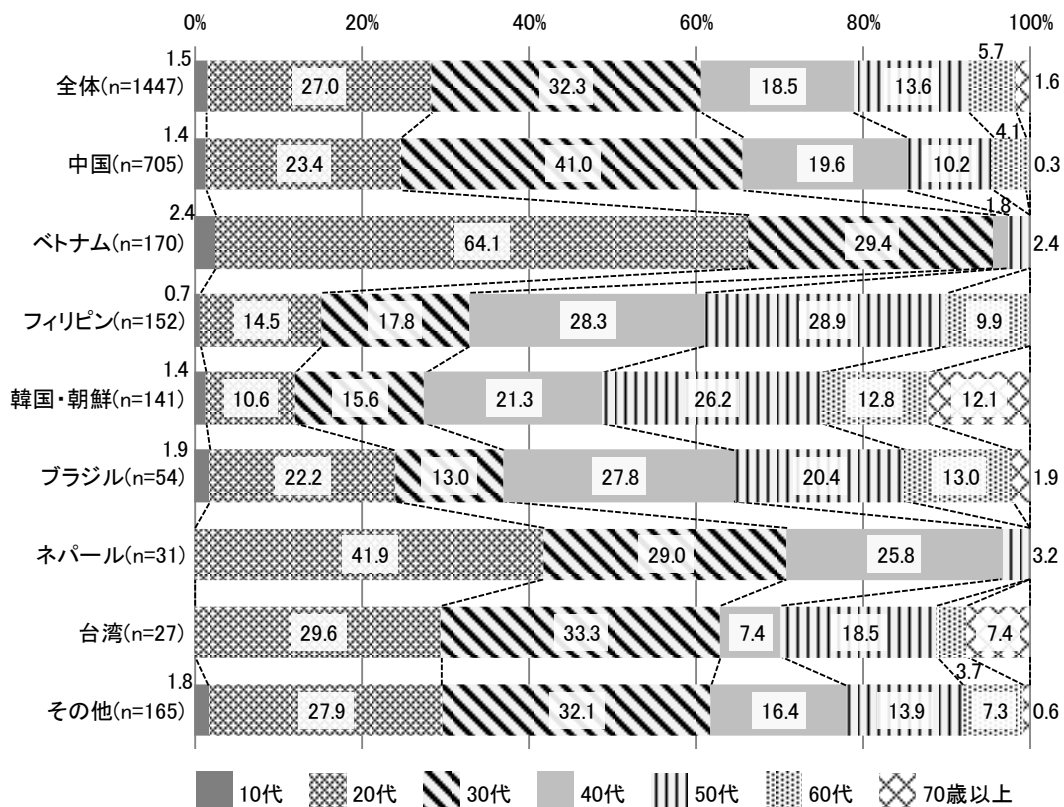 0% 20% 40% 60% 80% 100%
全体(n=1447) 1.5 27.0 32.3 18.5 13.6 5.7 1.6
中国(n=705) 1.4 23.4 41.0 19.6 10.2 4.1 0.3
ベトナム(n=170) 2.4 64.1 29.4 1.8 2.4
フィリピン(n=152) 0.7 14.5 17.8 28.3 28.9 9.9
韓国・朝鮮(n=141) 1.4 10.6 15.6 21.3 26.2 12.8 12.1
ブラジル(n=54) 1.9 22.2 13.0 27.8 20.4 13.0 1.9
ネパール(n=31) 41.9 29.0 25.8 3.2
台湾(n=27) 29.6 33.3 7.4 18.5 3.7 7.4
その他(n=165) 1.8 27.9 32.1 16.4 13.9 7.3 0.6
10代 20代 30代 40代 50代 60代 70歳以上